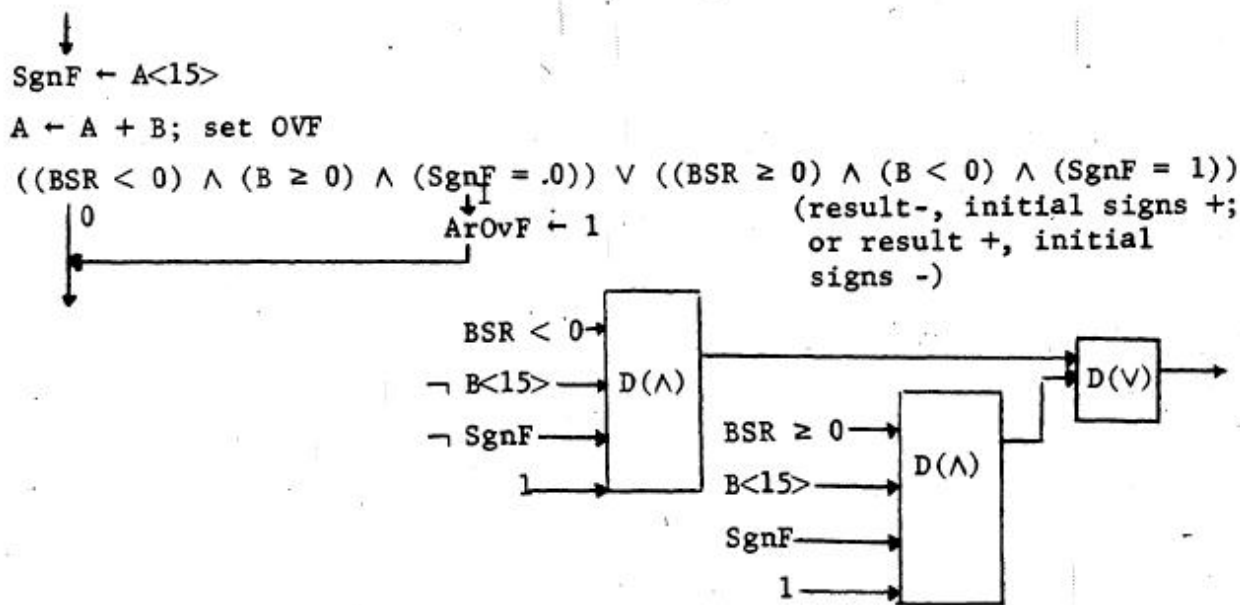 SgnF ← A<15>
A ← A + B; set OVF
((BSR < 0) ∧ (B ≥ 0) ∧ (SgnF = .0)) ∨ ((BSR ≥ 0) ∧ (B < 0) ∧ (SgnF = 1))
0
1
(result-, initial signs +;
ArOvF ← 1
or result +, initial
signs -)
BSR < 0
¬ B<15>
D(∧)
¬ SgnF
1
D(∨)
BSR ≥ 0
D(∧)
B<15>
SgnF
1